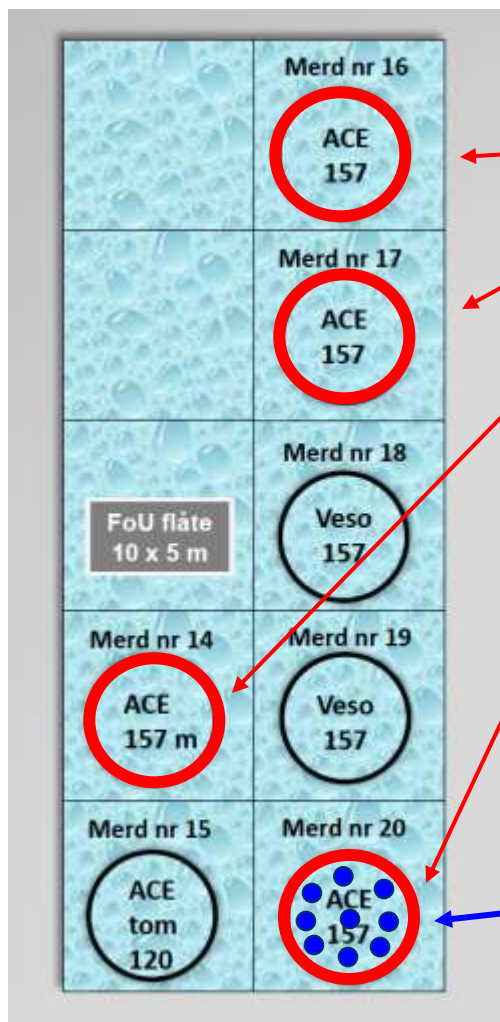 Merd nr 16
ACE
157
Merd nr 17
ACE
157
Merd nr 18
Veso
157
FoU flåte
10 x 5 m
Merd nr 14
ACE
157 m
Merd nr 19
Veso
157
Merd nr 15
ACE
tom
120
Merd nr 20
ACE
157